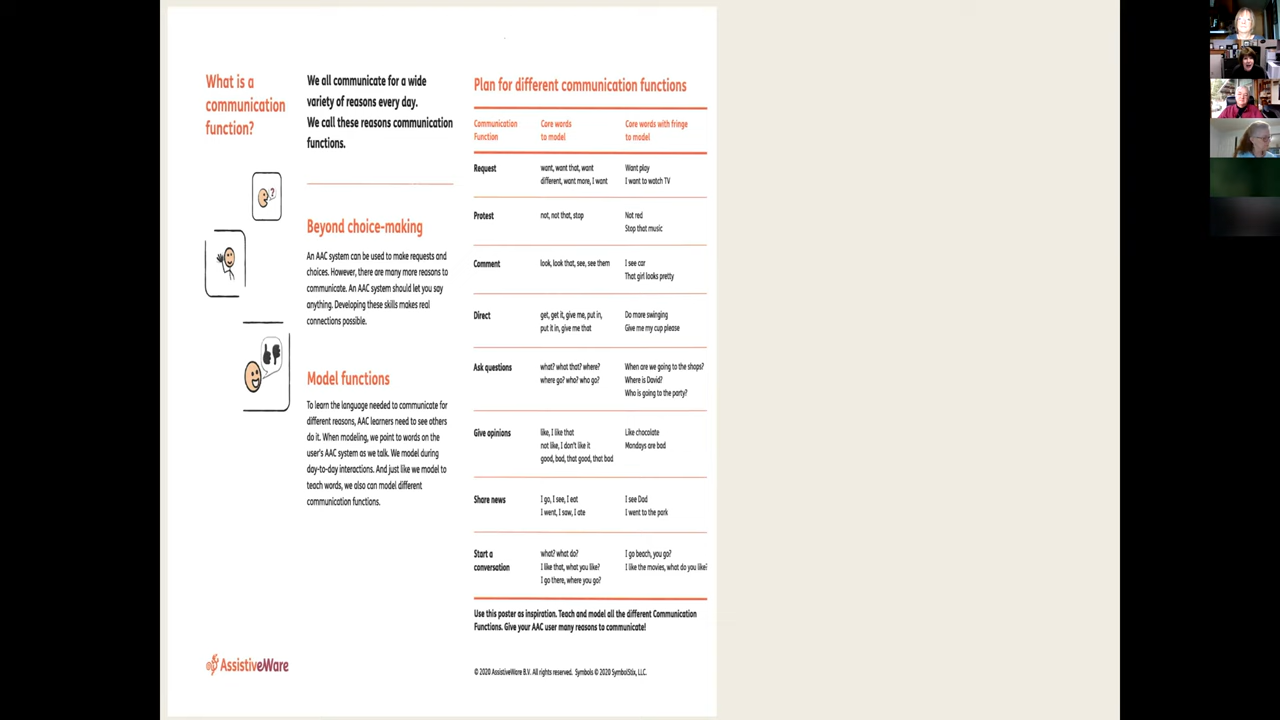 What is a
communication
function?
We all communicate for a wide
variety of reasons every day.
We call these reasons communication
functions.
Beyond choice-making
An AAC system can be used to make requests and
choices. However, there are many more reasons to
communicate. An AAC system should let you say
anything. Developing these skills makes real
connections possible.
Model functions
To learn the language needed to communicate for
different reasons, AAC learners need to see others
do it. When modeling, we point to words on the
user's AAC system as we talk. We model during
day-to-day interactions. And just like we model to
teach words, we also can model different
communication functions.
Plan for different communication functions
Communication
Function
Core words
to model
Core words with fringe
to model
Request
want, want that, want
different, want more, I want
Want play
I want to watch TV
Protest
not, not that, stop
Not red
Stop that music
Comment
look, look that, see, see them
I see car
That girl looks pretty
Direct
get, get it, give me, put in,
put it in, give me that
Do more swinging
Give me my cup please
Ask questions
what? what that? where?
where go? who? who go?
When are we going to the shops?
Where is David?
Who is going to the party?
Give opinions
like, I like that
not like, I don't like it
good, bad, that good, that bad
Like chocolate
Mondays are bad
Share news
I go, I see, I eat
I went, I saw, I ate
I see Dad
I went to the park
Start a
conversation
what? what do?
I like that, what you like?
I go there, where you go?
I go beach, you go?
I like the movies, what do you like?
Use this poster as inspiration. Teach and model all the different Communication
Functions. Give your AAC user many reasons to communicate!
AssistiveWare
© 2020 AssistiveWare B.V. All rights reserved. Symbols © 2020 SymbolStix, LLC.
?